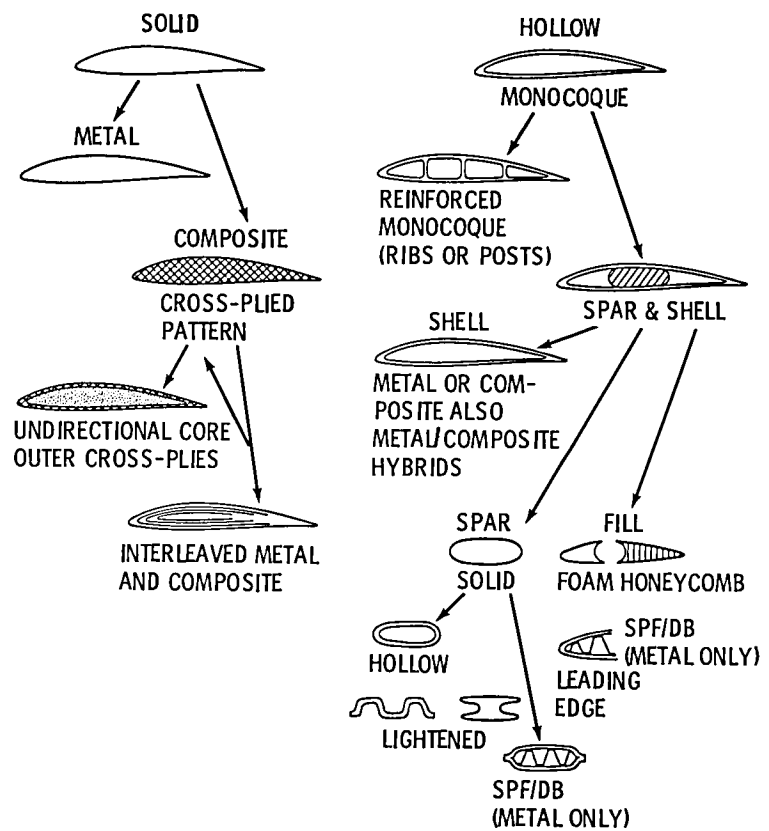 SOLID
METAL
COMPOSITE
CROSS-PLIED
PATTERN
UNDIRECTIONAL CORE
OUTER CROSS-PLIES
INTERLEAVED METAL
AND COMPOSITE
HOLLOW
MONOCOQUE
REINFORCED
MONOCOQUE
(RIBS OR POSTS)
SPAR & SHELL
SHELL
METAL OR COM-
POSITE ALSO
METAL/COMPOSITE
HYBRIDS
SPAR
SOLID
HOLLOW
LIGHTENED
SPF/DB
(METAL ONLY)
FILL
FOAM HONEYCOMB
SPF/DB
(METAL ONLY)
LEADING
EDGE